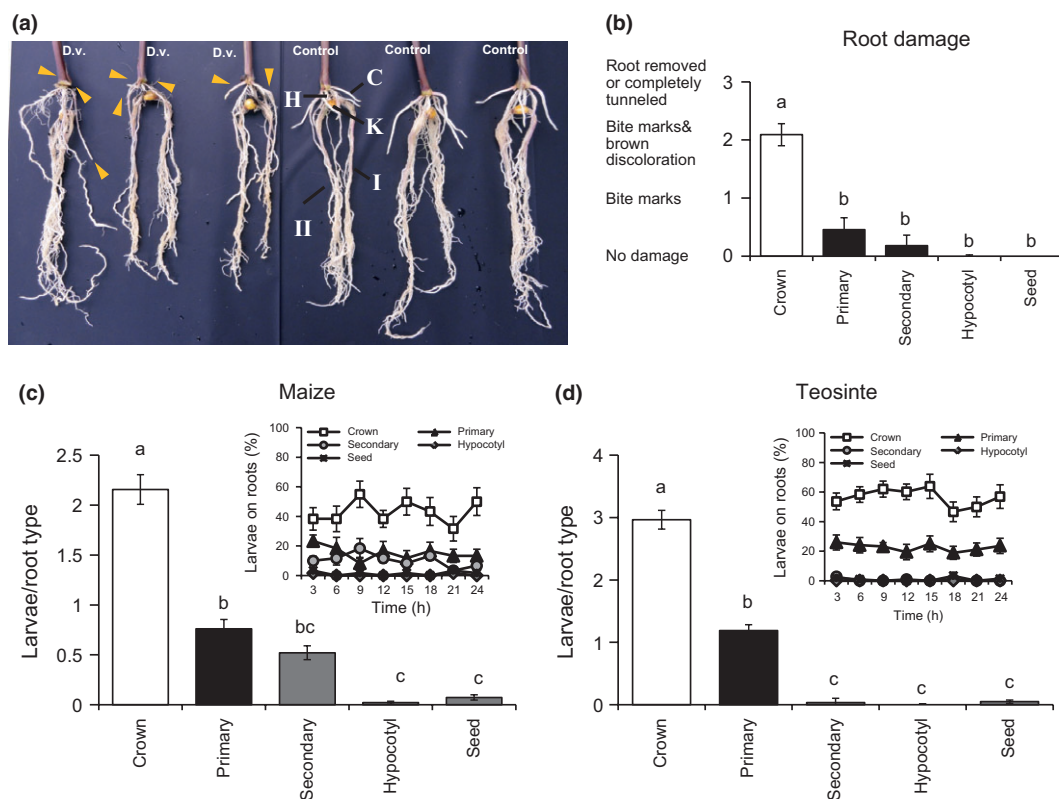 (a)
D.v. D.v. D.v. Control Control Control
H C
K
I
II
(b)
Root damage
Root removed
or completely
tunneled
Bite marks&
brown
discoloration
Bite marks
No damage
3
2
1
0
a
b
b
b
b
Crown
Primary
Secondary
Hypocotyl
Seed
(c)
Maize
Larvae/root type
2.5
2
1.5
1
0.5
0
a
b
bc
c
c
Crown
Primary
Secondary
Hypocotyl
Seed
Larvae on roots (%)
100
80
60
40
20
0
Crown Primary
Secondary Hypocotyl
Seed
3 6 9 12 15 18 21 24
Time (h)
(d)
Teosinte
Larvae/root type
4
3
2
1
0
a
b
c
c
c
Crown
Primary
Secondary
Hypocotyl
Seed
Larvae on roots (%)
100
80
60
40
20
0
Crown Primary
Secondary Hypocotyl
Seed
3 6 9 12 15 18 21 24
Time (h)